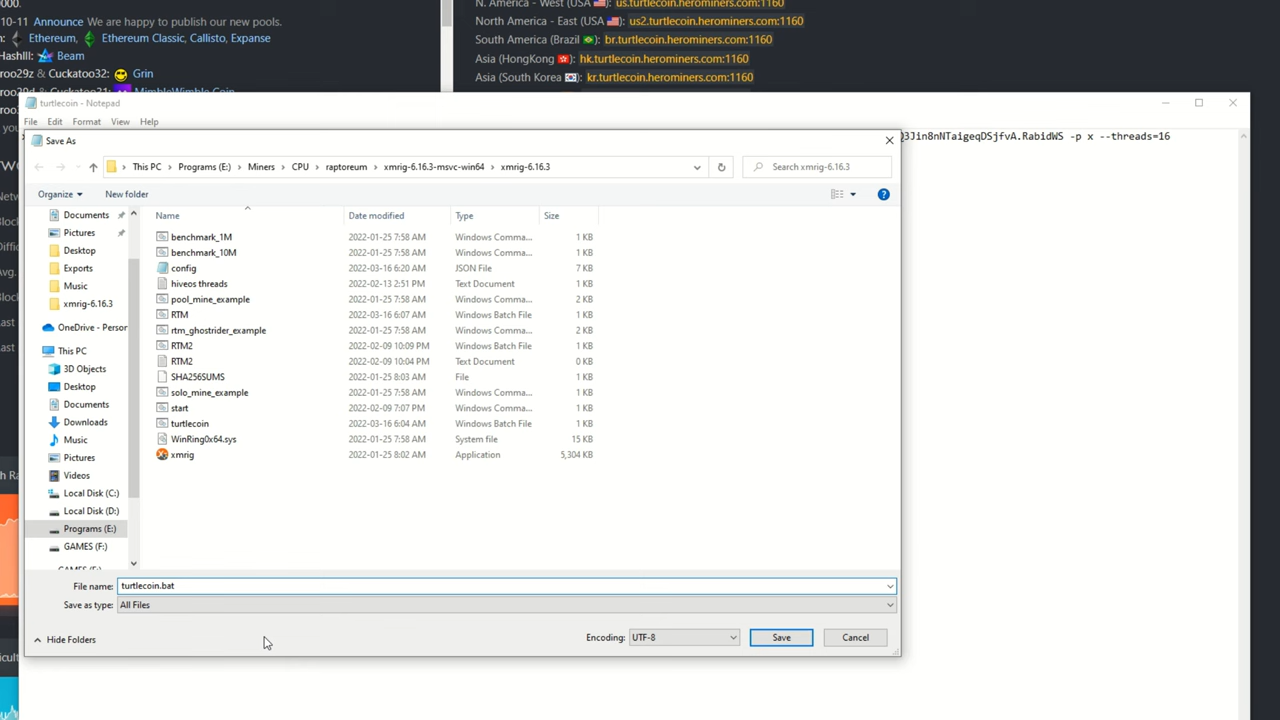 000.
10-11 Announce We are happy to publish our new pools.
Ethereum, Ethereum Classic, Callisto, Expanse
HashIII: Beam
roo29z & Cuckatoo32: Grin
roo29d & Cuckatoo31: MimbleWimble Coin
N. America - West (USA): us.turtlecoin.herominers.com:1160
North America - East (USA): us2.turtlecoin.herominers.com:1160
South America (Brazil): br.turtlecoin.herominers.com:1160
Asia (HongKong): hk.turtlecoin.herominers.com:1160
Asia (South Korea): kr.turtlecoin.herominers.com:1160
turtlecoin - Notepad
File Edit Format View Help
Q3Jin8nNTaigeqDSjfvA.RabidWS -p x --threads=16
Save As
This PC > Programs (E:) > Miners > CPU > raptoreum > xmrig-6.16.3-msvc-win64 > xmrig-6.16.3
Search xmrig-6.16.3
Organize New folder
Name Date modified Type Size
benchmark_1M 2022-01-25 7:58 AM Windows Comma... 1 KB
benchmark_10M 2022-01-25 7:58 AM Windows Comma... 1 KB
config 2022-03-16 6:20 AM JSON File 7 KB
hiveos threads 2022-02-13 2:51 PM Text Document 1 KB
pool_mine_example 2022-01-25 7:58 AM Windows Comma... 2 KB
RTM 2022-03-16 6:07 AM Windows Batch File 1 KB
rtm_ghostrider_example 2022-01-25 7:58 AM Windows Comma... 2 KB
RTM2 2022-02-09 10:09 PM Windows Batch File 1 KB
RTM2 2022-02-09 10:04 PM Text Document 0 KB
SHA256SUMS 2022-01-25 8:03 AM File 1 KB
solo_mine_example 2022-01-25 7:58 AM Windows Comma... 1 KB
start 2022-02-09 7:07 PM Windows Comma... 1 KB
turtlecoin 2022-03-16 6:04 AM Windows Batch File 1 KB
WinRing0x64.sys 2022-01-25 7:58 AM System file 15 KB
xmrig 2022-01-25 8:02 AM Application 5,304 KB
Documents
Pictures
Desktop
Exports
Music
xmrig-6.16.3
OneDrive - Person
This PC
3D Objects
Desktop
Documents
Downloads
Music
Pictures
Videos
Local Disk (C:)
Local Disk (D:)
Programs (E:)
GAMES (F:)
GAMES (F:)
File name: turtlecoin.bat
Save as type: All Files
Hide Folders
Encoding: UTF-8
Save
Cancel